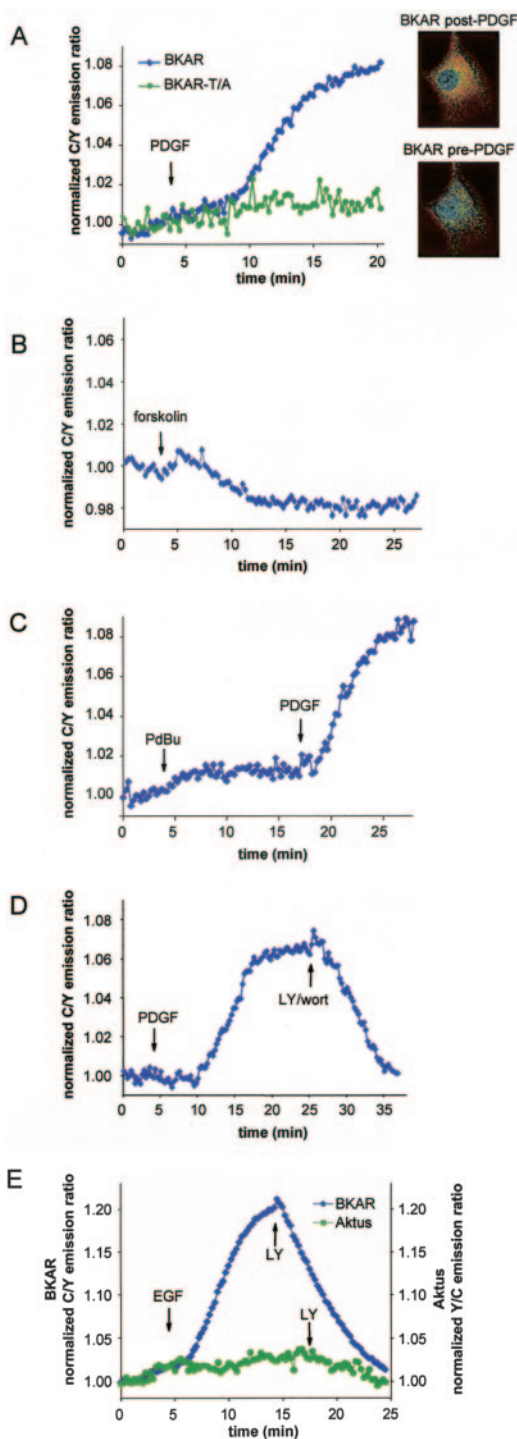 A
BKAR post-PDGF
BKAR pre-PDGF
normalized C/Y emission ratio
1.08
1.06
1.04
1.02
1.00
BKAR
BKAR-T/A
PDGF
0 5 10 15 20
time (min)
B
normalized C/Y emission ratio
1.06
1.04
1.02
1.00
0.98
forskolin
0 5 10 15 20 25
time (min)
C
normalized C/Y emission ratio
1.08
1.06
1.04
1.02
1.00
PdBu
PDGF
0 5 10 15 20 25
time (min)
D
normalized C/Y emission ratio
1.08
1.06
1.04
1.02
1.00
PDGF
LY/wort
0 5 10 15 20 25 30 35
time (min)
E
BKAR
normalized C/Y emission ratio
1.20
1.15
1.10
1.05
1.00
BKAR
Aktus
EGF
LY
LY
1.20
1.15
1.10
1.05
1.00
Aktus
normalized Y/C emission ratio
0 5 10 15 20 25
time (min)